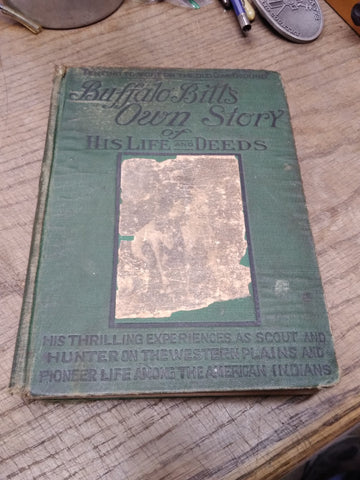 Buffalo Bill's
Own Story
of
His Life and Deeds
HIS THRILLING EXPERIENCES AS SCOUT AND
HUNTER ON THE WESTERN PLAINS AND
PIONEER LIFE AMONG THE AMERICAN INDIANS